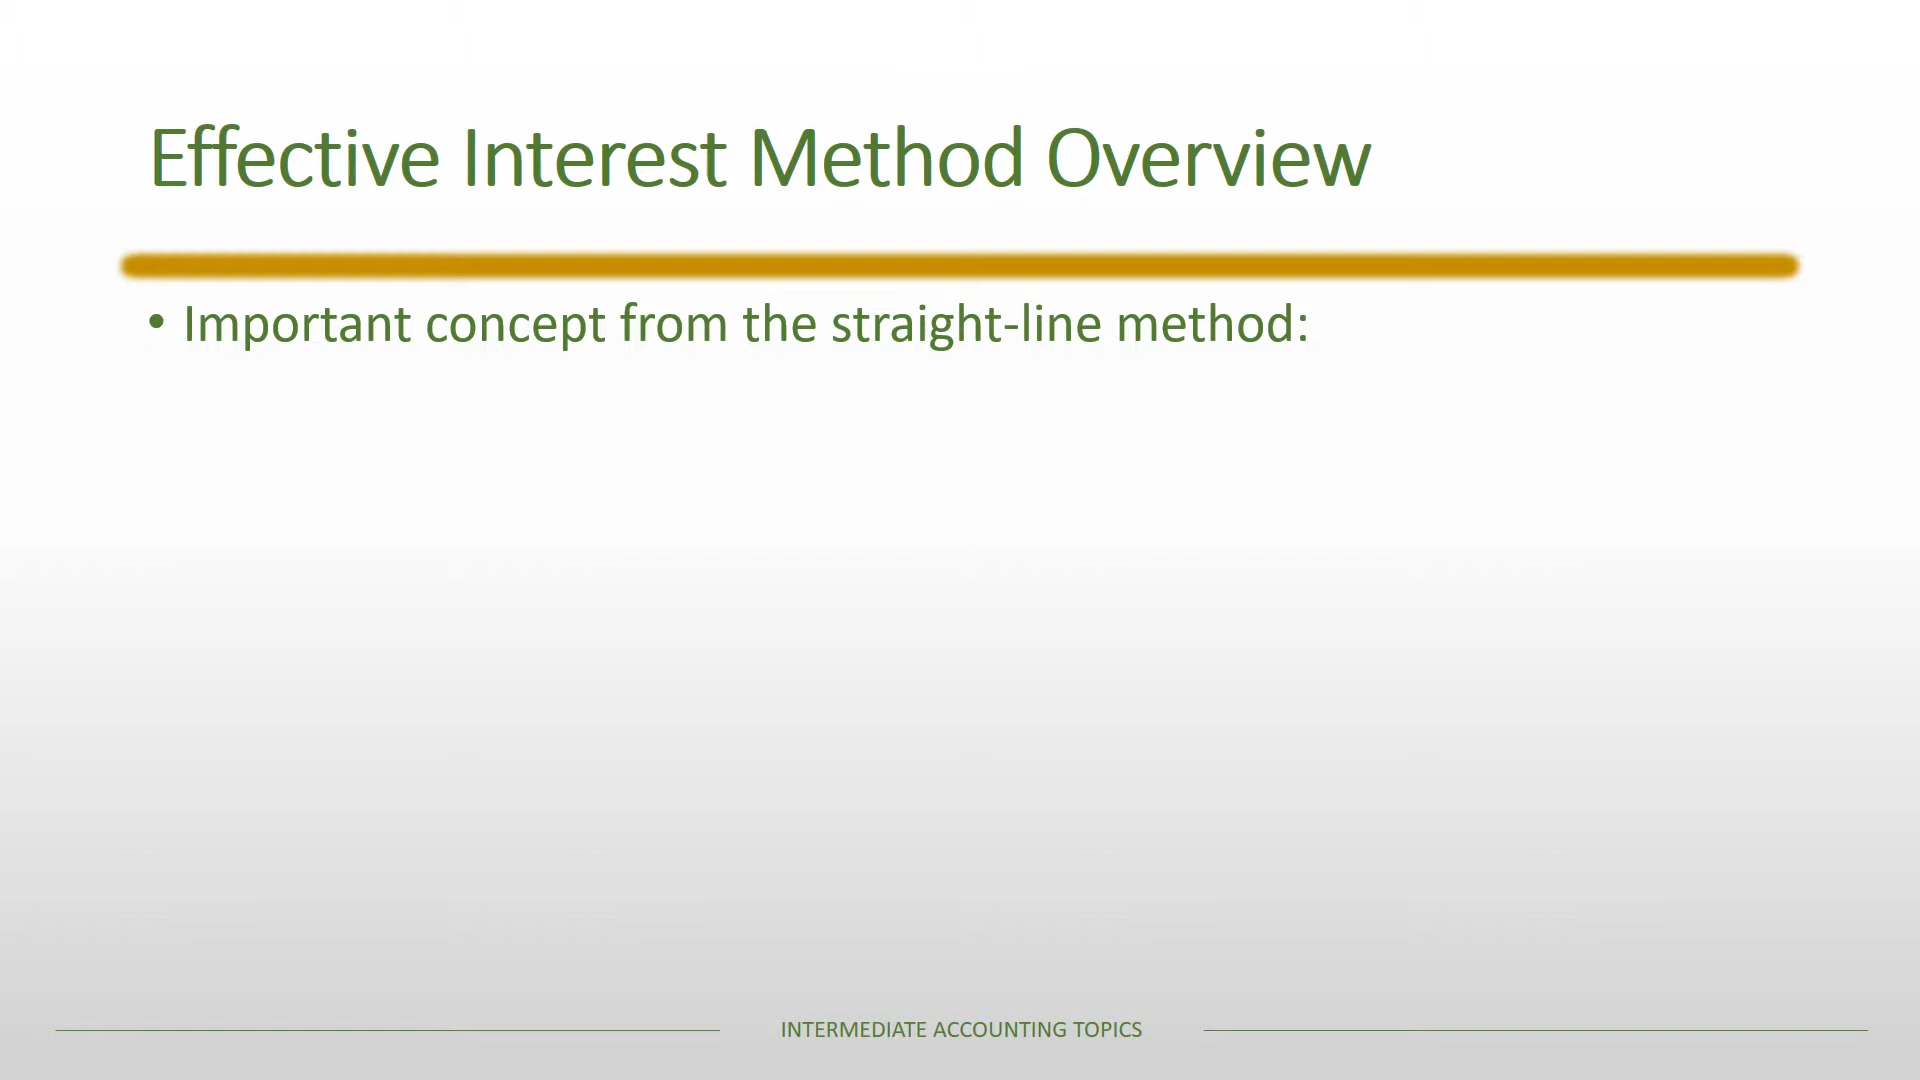 Effective Interest Method Overview
• Important concept from the straight-line method:
INTERMEDIATE ACCOUNTING TOPICS